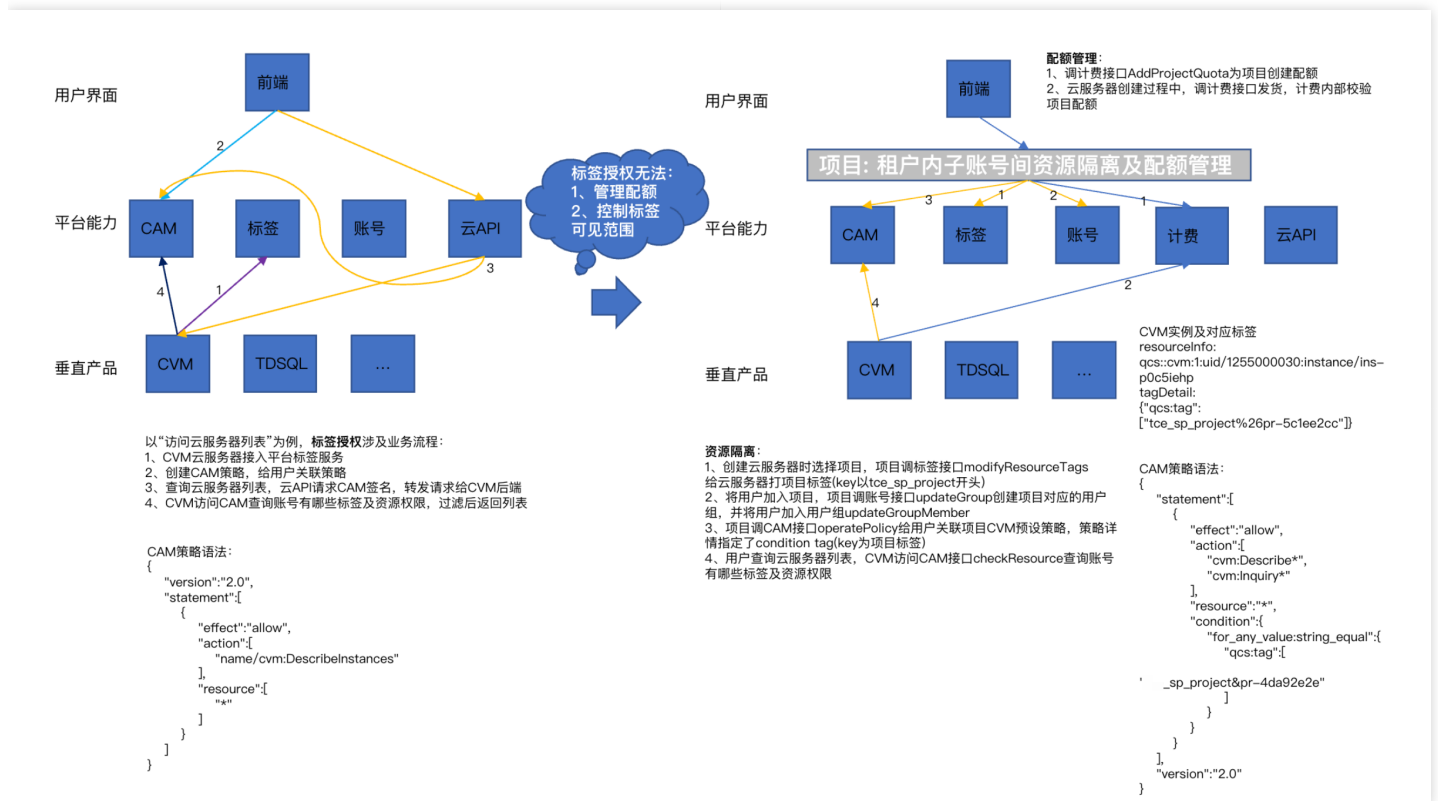 用户界面
前端
2
CAM
标签
账号
云API
平台能力
3
4
1
CVM
TDSQL
...
垂直产品
标签授权无法：
1、管理配额
2、控制标签
可见范围
以“访问云服务器列表”为例，标签授权涉及业务流程：
1、CVM云服务器接入平台标签服务
2、创建CAM策略，给用户关联策略
3、查询云服务器列表，云API请求CAM签名，转发请求给CVM后端
4、CVM访问CAM查询账号有哪些标签及资源权限，过滤后返回列表
CAM策略语法：
{
"version":"2.0",
"statement":[
{
"effect":"allow",
"action":[
"name/cvm:DescribeInstances"
],
"resource":[
"*"
]
}
]
}
用户界面
前端
配额管理：
1、调计费接口AddProjectQuota为项目创建配额
2、云服务器创建过程中，调计费接口发货，计费内部校验
项目配额
项目: 租户内子账号间资源隔离及配额管理
3
1
2
1
平台能力
CAM
标签
账号
计费
云API
4
2
垂直产品
CVM
TDSQL
...
CVM实例及对应标签
resourceInfo:
qcs::cvm:1:uid/1255000030:instance/ins-
p0c5iehp
tagDetail:
{"qcs:tag":
["tce_sp_project%26pr-5c1ee2cc"]}
资源隔离：
1、创建云服务器时选择项目，项目调标签接口modifyResourceTags
给云服务器打项目标签(key以tce_sp_project开头)
2、将用户加入项目，项目调账号接口updateGroup创建项目对应的用户
组，并将用户加入用户组updateGroupMember
3、项目调CAM接口operatePolicy给用户关联项目CVM预设策略，策略详
情指定了condition tag(key为项目标签)
4、用户查询云服务器列表，CVM访问CAM接口checkResource查询账号
有哪些标签及资源权限
CAM策略语法：
{
"statement":[
{
"effect":"allow",
"action":[
"cvm:Describe*",
"cvm:Inquiry*"
],
"resource":"*",
"condition":{
"for_any_value:string_equal":{
"qcs:tag":[
' _sp_project&pr-4da92e2e"
]
}
}
}
],
"version":"2.0"
}